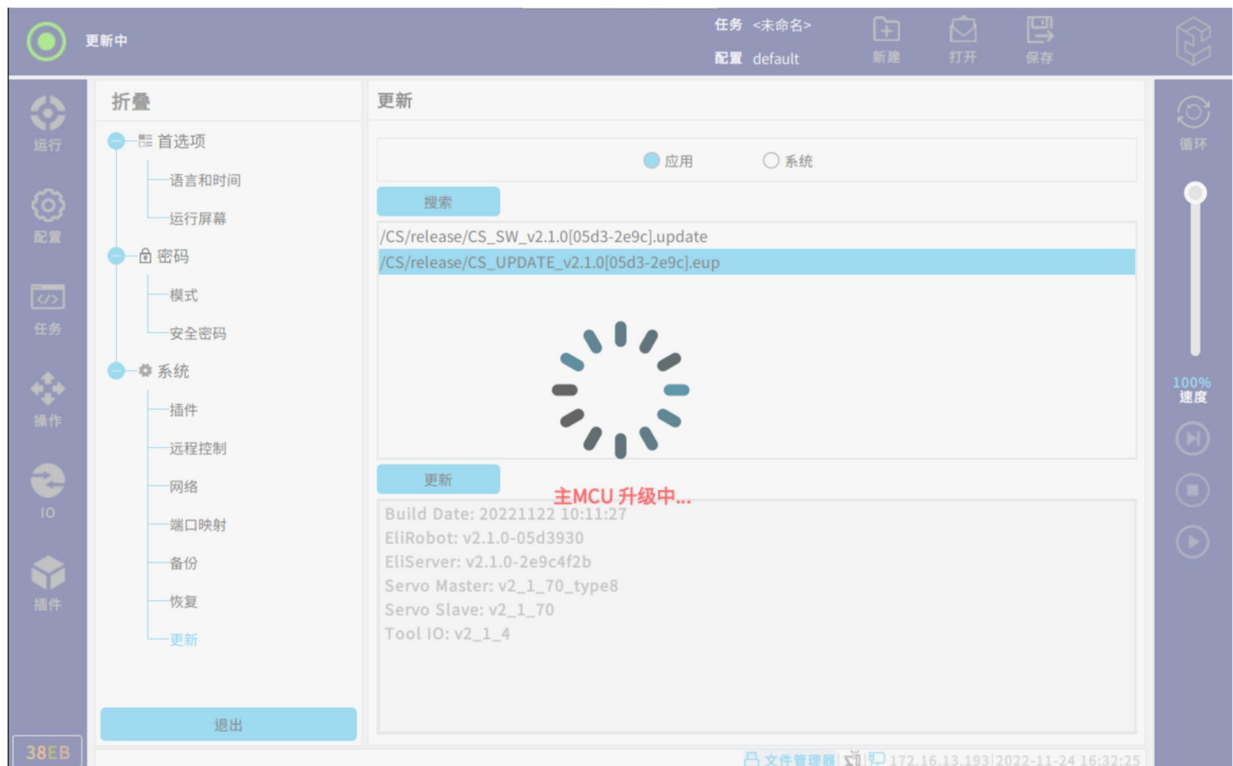 更新中
任务 <未命名>
配置 default
新建
打开
保存
运行
配置
任务
操作
IO
插件
38EB
折叠
首选项
语言和时间
运行屏幕
密码
模式
安全密码
系统
插件
远程控制
网络
端口映射
备份
恢复
更新
退出
更新
应用
系统
搜索
/CS/release/CS_SW_v2.1.0[05d3-2e9c].update
/CS/release/CS_UPDATE_v2.1.0[05d3-2e9c].eup
更新
主MCU 升级中...
Build Date: 20221122 10:11:27
EliRobot: v2.1.0-05d3930
EliServer: v2.1.0-2e9c4f2b
Servo Master: v2_1_70_type8
Servo Slave: v2_1_70
Tool IO: v2_1_4
循环
100%
速度
文件管理器 172.16.13.193|2022-11-24 16:32:25